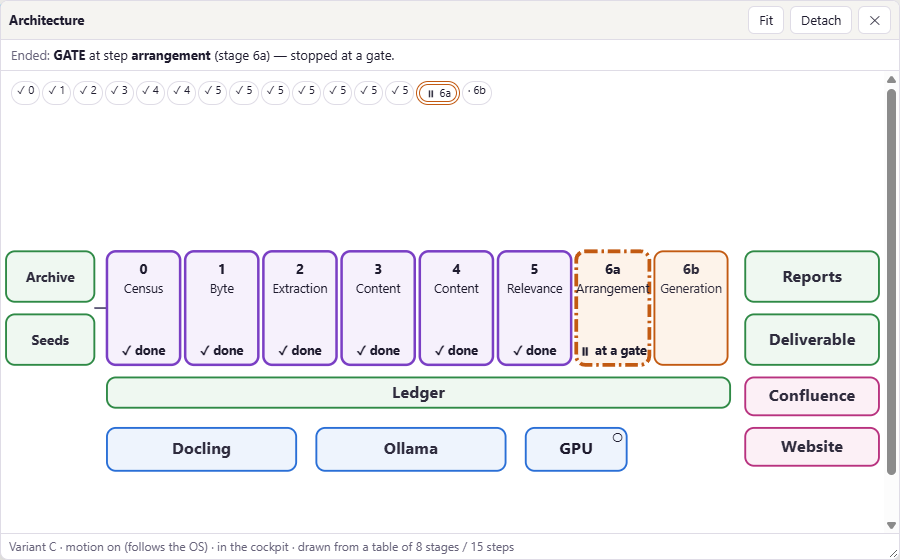 Architecture
Fit
Detach
Ended: GATE at step arrangement (stage 6a) — stopped at a gate.
✓ 0 ✓ 1 ✓ 2 ✓ 3 ✓ 4 ✓ 4 ✓ 5 ✓ 5 ✓ 5 ✓ 5 ✓ 5 ✓ 5 ✓ 5 ⏸ 6a · 6b
Archive
Seeds
0
Census
✓ done
1
Byte
✓ done
2
Extraction
✓ done
3
Content
✓ done
4
Content
✓ done
5
Relevance
✓ done
6a
Arrangement
⏸ at a gate
6b
Generation
Reports
Deliverable
Ledger
Confluence
Docling
Ollama
GPU
Website
Variant C · motion on (follows the OS) · in the cockpit · drawn from a table of 8 stages / 15 steps